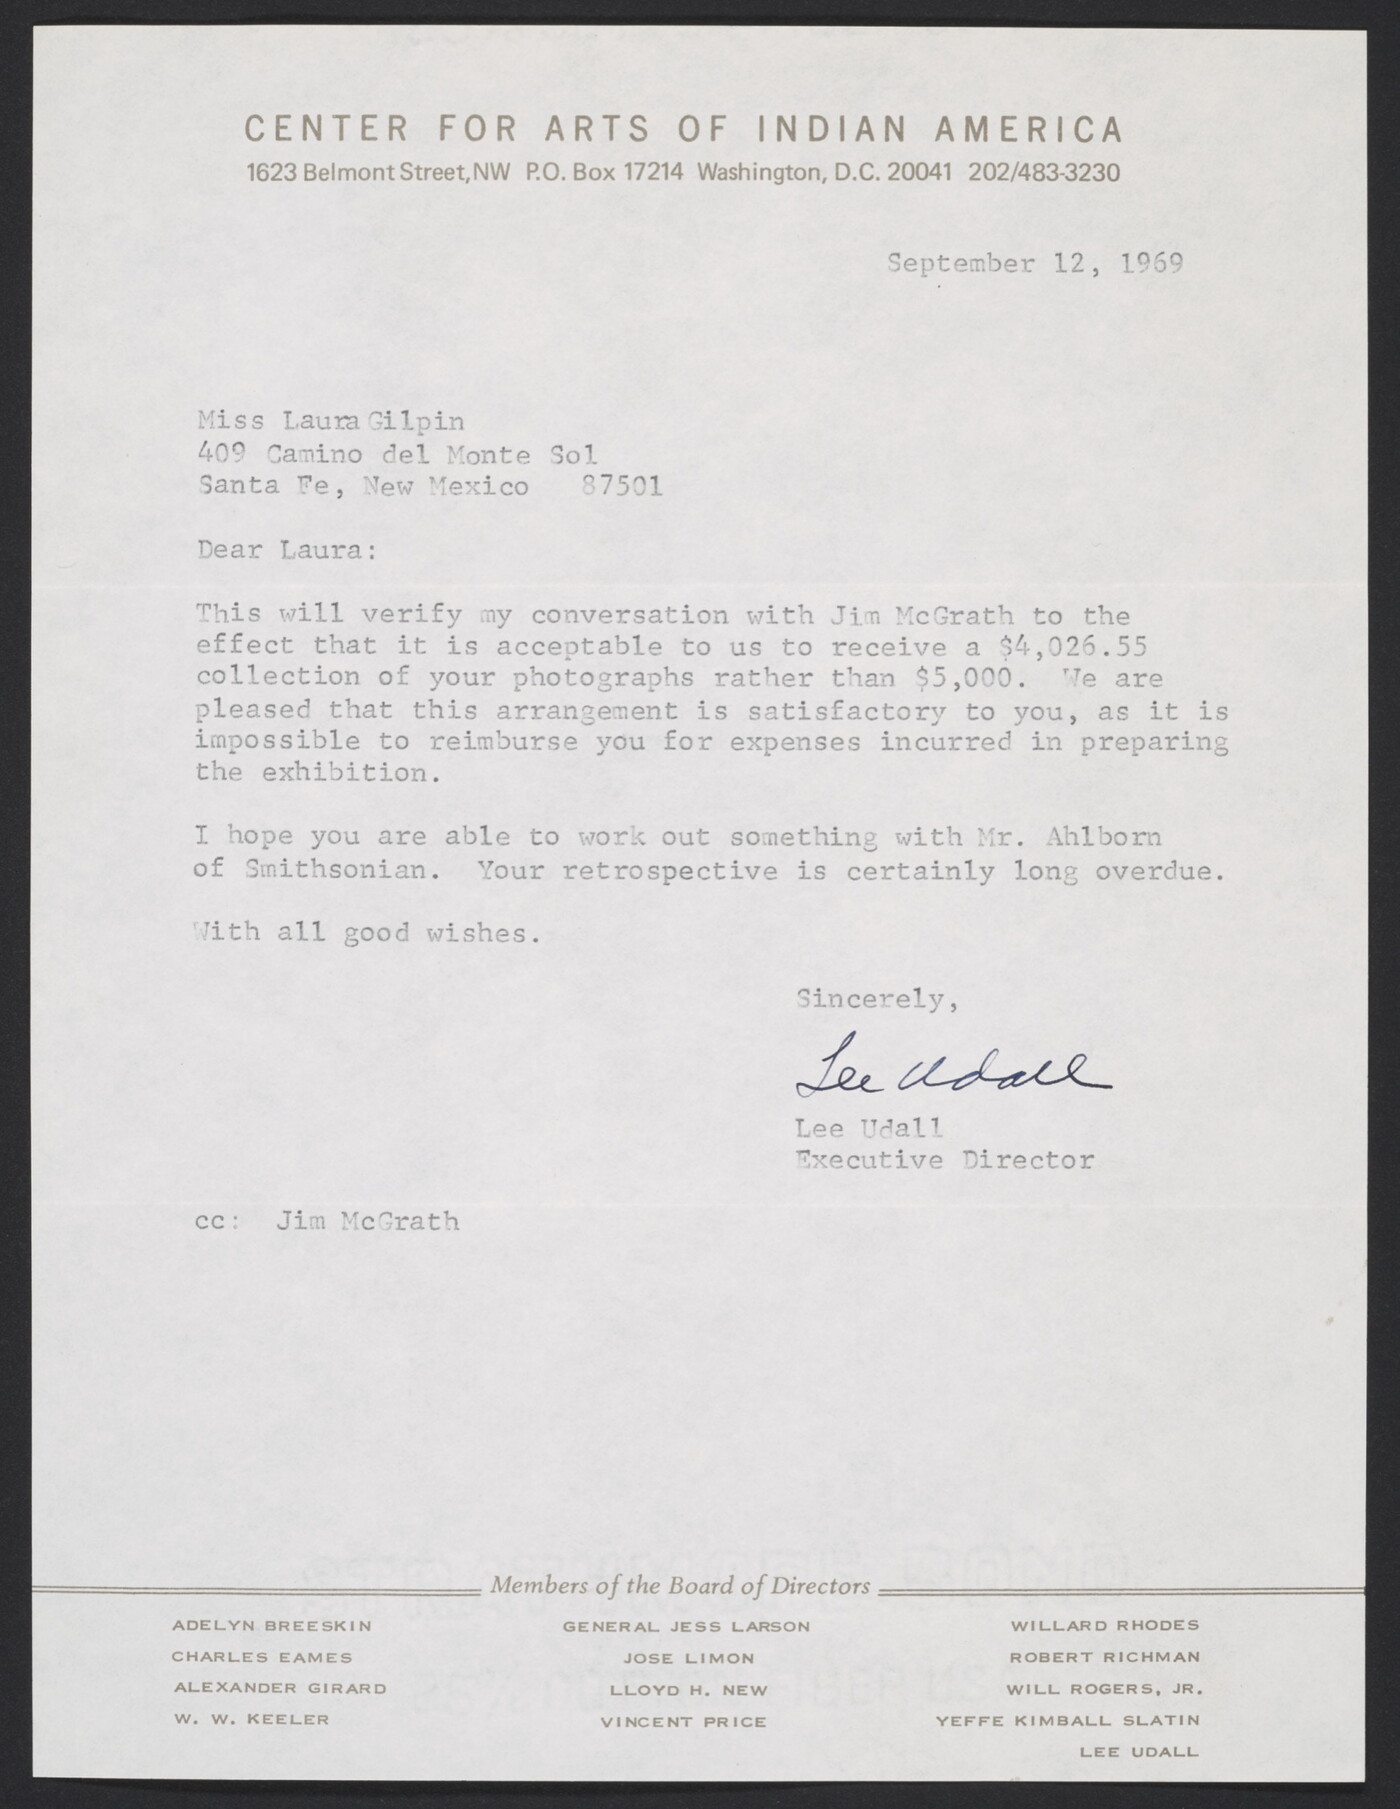 CENTER FOR ARTS OF INDIAN AMERICA
1623 Belmont Street, NW P.O. Box 17214 Washington, D.C. 20041 202/483-3230
September 12, 1969
Miss Laura Gilpin
409 Camino del Monte Sol
Santa Fe, New Mexico 87501
Dear Laura:
This will verify my conversation with Jim McGrath to the
effect that it is acceptable to us to receive a $4,026.55
collection of your photographs rather than $5,000. We are
pleased that this arrangement is satisfactory to you, as it is
impossible to reimburse you for expenses incurred in preparing
the exhibition.
I hope you are able to work out something with Mr. Ahlborn
of Smithsonian. Your retrospective is certainly long overdue.
With all good wishes.
Sincerely,
Lee Udall
Lee Udall
Executive Director
cc: Jim McGrath
Members of the Board of Directors
ADELYN BREESKIN
CHARLES EAMES
ALEXANDER GIRARD
W. W. KEELER
GENERAL JESS LARSON
JOSE LIMON
LLOYD H. NEW
VINCENT PRICE
WILLARD RHODES
ROBERT RICHMAN
WILL ROGERS, JR.
YEFFE KIMBALL SLATIN
LEE UDALL